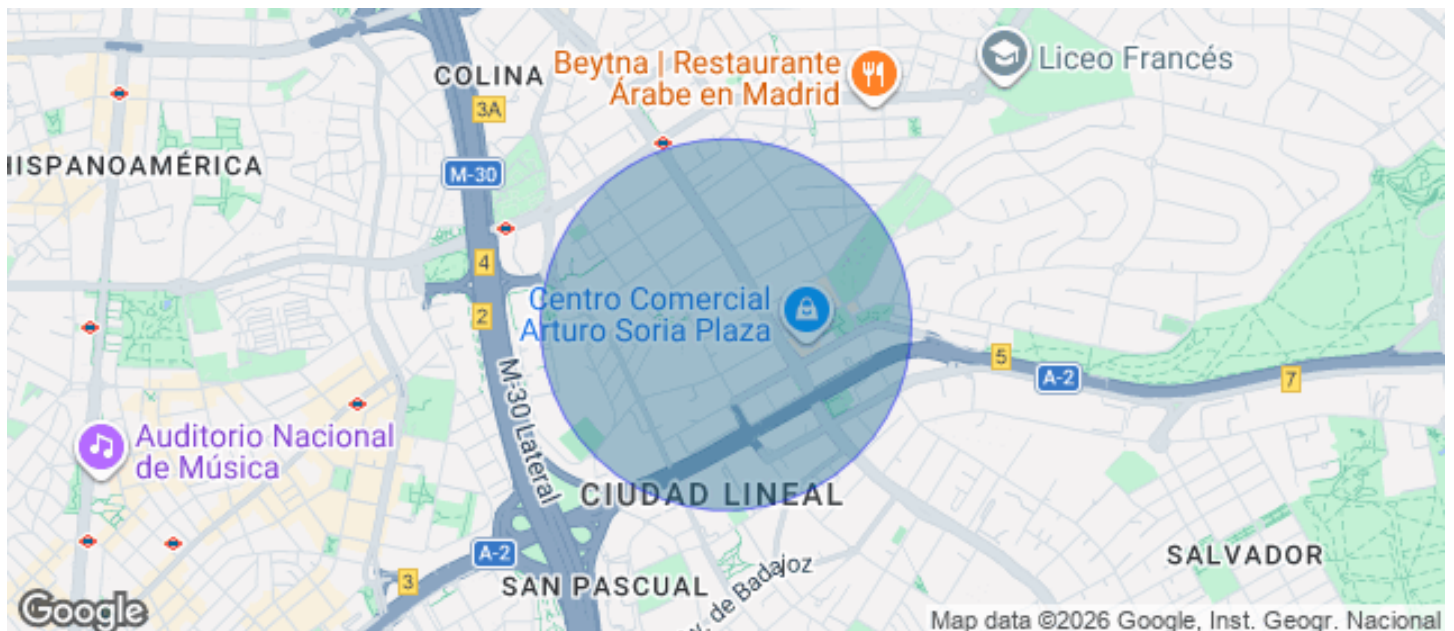 COLINA
Beytna | Restaurante
Árabe en Madrid
Liceo Francés
3A
HISPANOAMÉRICA
M-30
4
2
Centro Comercial
Arturo Soria Plaza
M-30 Lateral
5
A-2
7
Auditorio Nacional
de Música
CIUDAD LINEAL
A-2
3
SAN PASCUAL
v. de Badajoz
SALVADOR
Google
Map data ©2026 Google, Inst. Geogr. Nacional